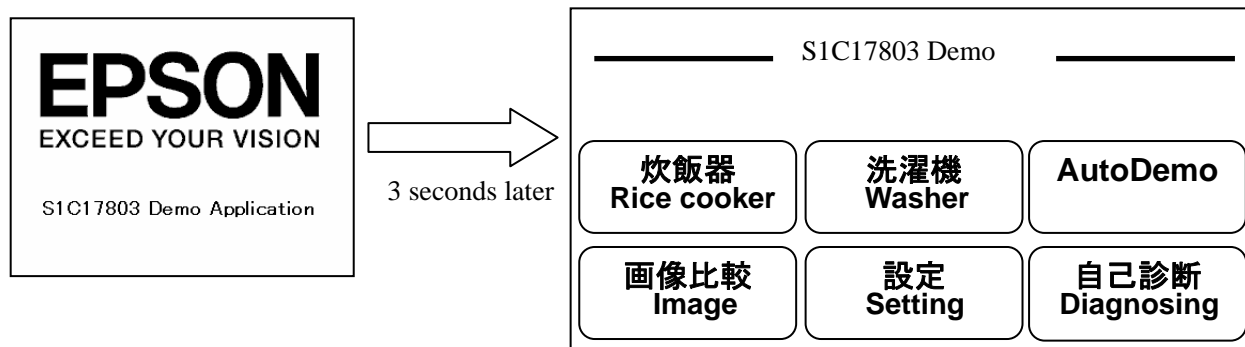 EPSON
EXCEED YOUR VISION
S1C17803 Demo Application
3 seconds later
S1C17803 Demo
炊飯器
Rice cooker
洗濯機
Washer
AutoDemo
画像比較
Image
設定
Setting
自己診断
Diagnosing